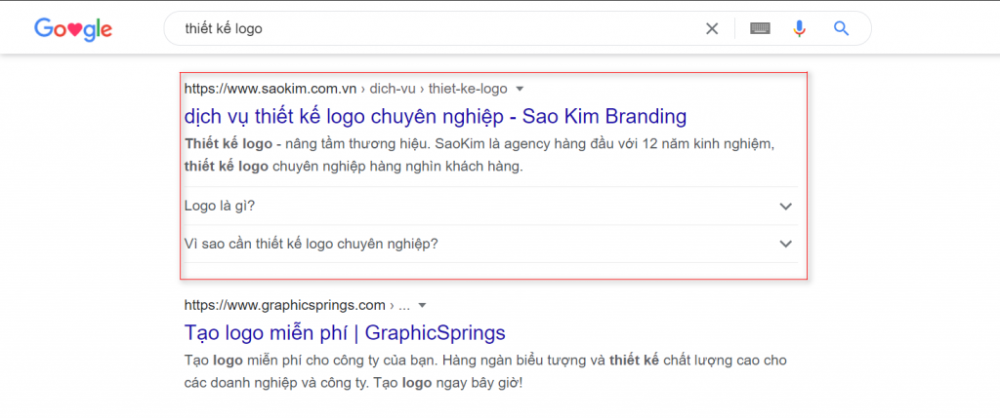 Google
thiết kế logo
https://www.saokim.com.vn › dich-vu › thiet-ke-logo
dịch vụ thiết kế logo chuyên nghiệp - Sao Kim Branding
Thiết kế logo - nâng tầm thương hiệu. SaoKim là agency hàng đầu với 12 năm kinh nghiệm,
thiết kế logo chuyên nghiệp hàng nghìn khách hàng.
Logo là gì?
Vì sao cần thiết kế logo chuyên nghiệp?
https://www.graphicsprings.com › ...
Tạo logo miễn phí | GraphicSprings
Tạo logo miễn phí cho công ty của bạn. Hàng ngàn biểu tượng và thiết kế chất lượng cao cho
các doanh nghiệp và công ty. Tạo logo ngay bây giờ!